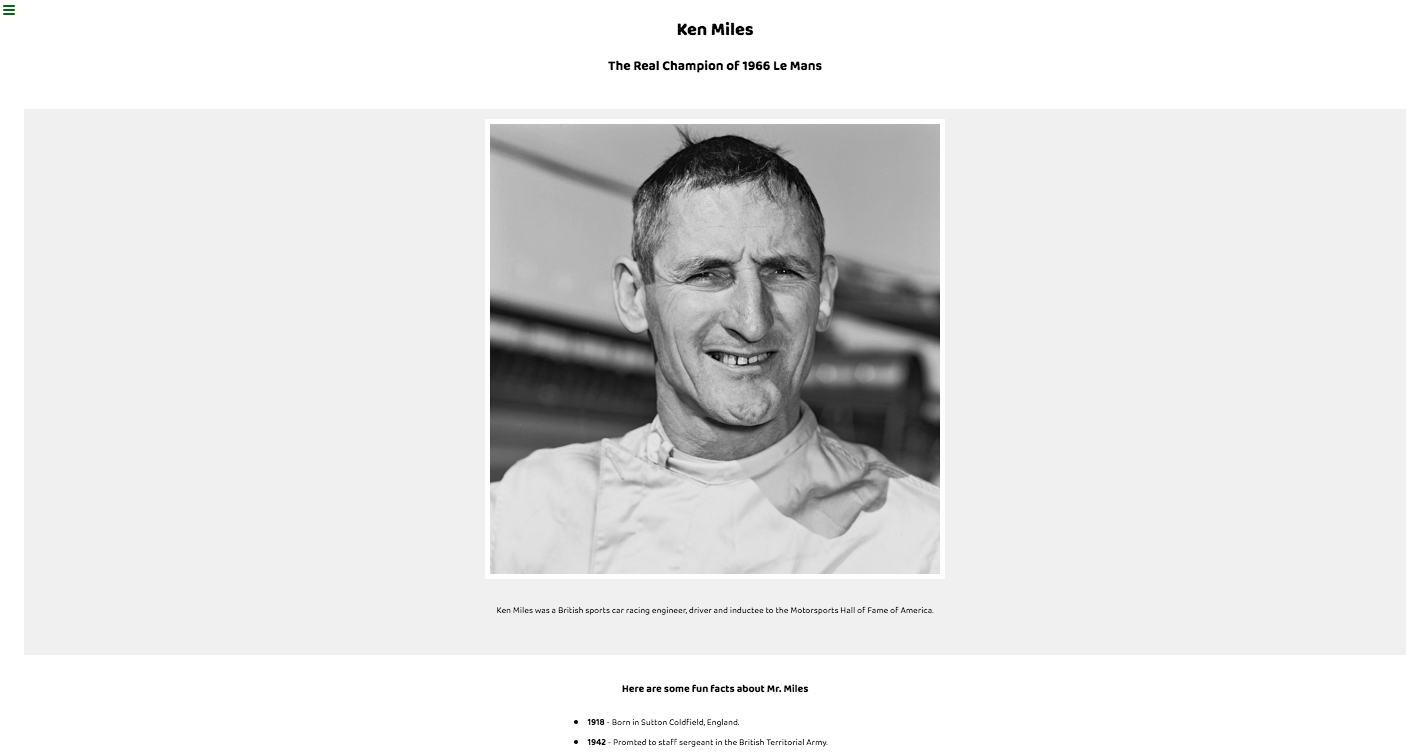 Ken Miles
The Real Champion of 1966 Le Mans
Ken Miles was a British sports car racing engineer, driver and inductee to the Motorsports Hall of Fame of America.
Here are some fun facts about Mr. Miles
1918 - Born in Sutton Coldfield, England.
1942 - Promted to staff sergeant in the British Territorial Army.